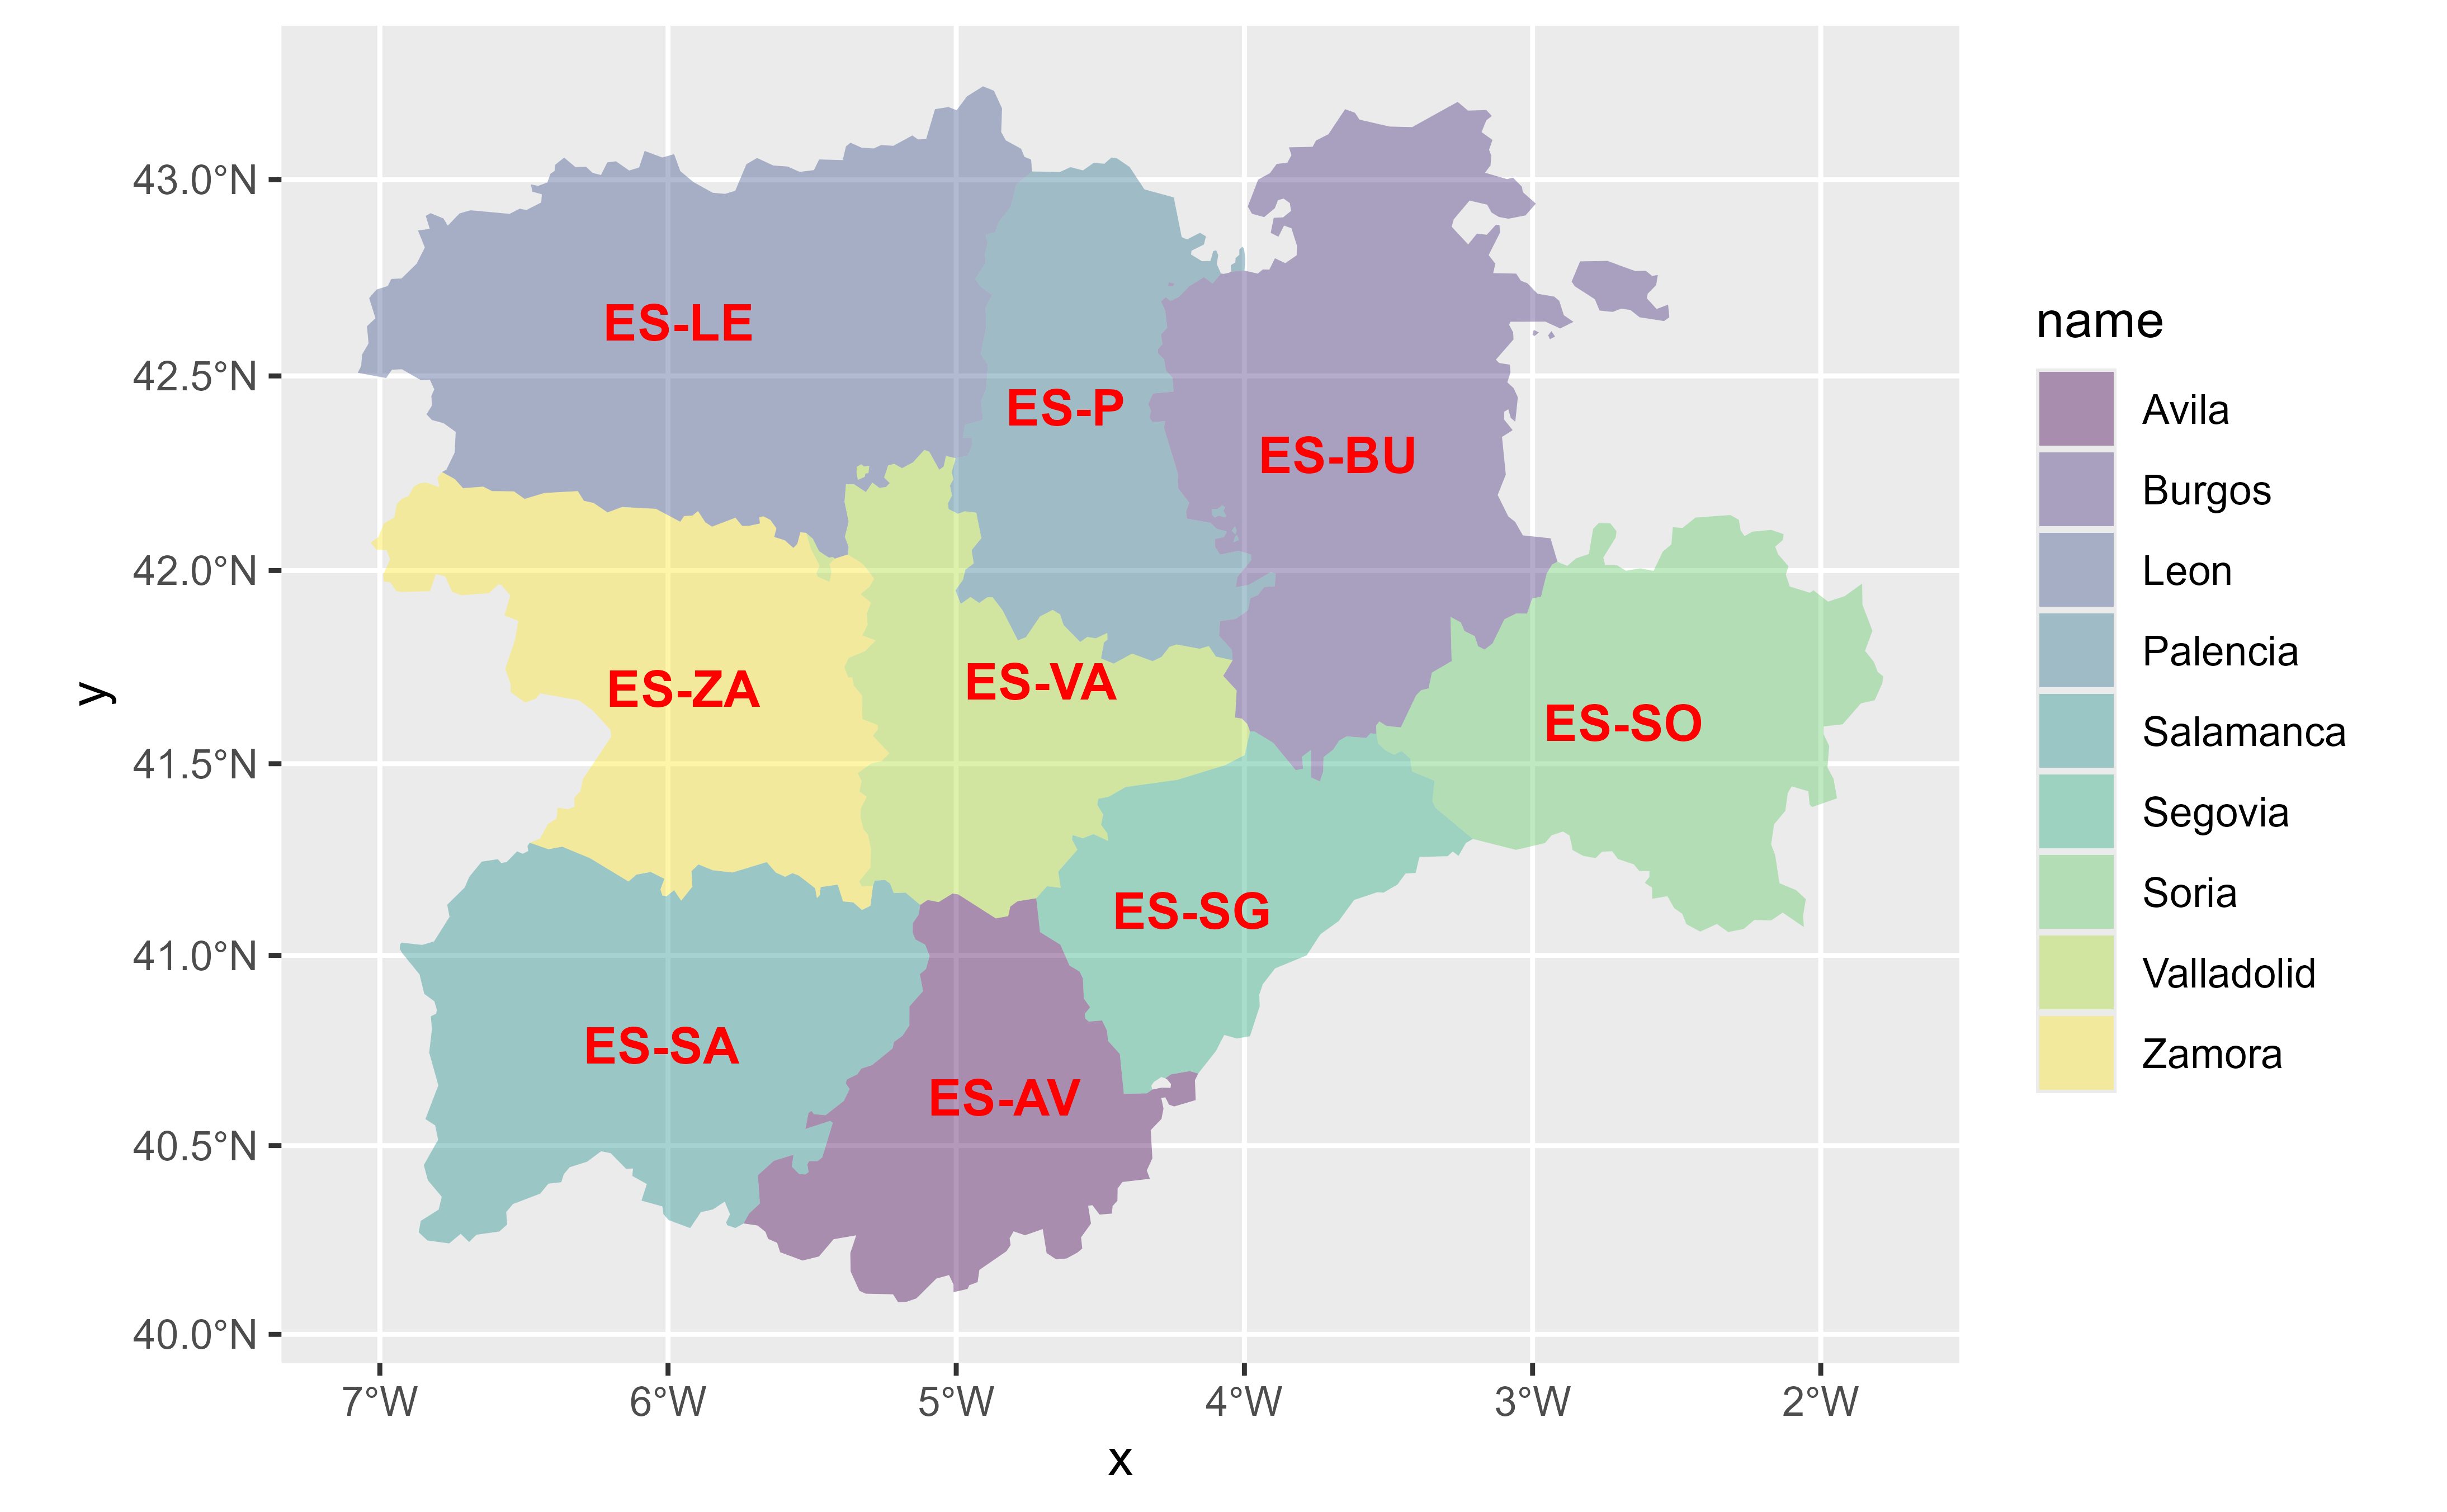 43.0°N
42.5°N
42.0°N
41.5°N
41.0°N
40.5°N
40.0°N
y
ES-LE
ES-P
ES-BU
ES-ZA
ES-VA
ES-SO
ES-SG
ES-SA
ES-AV
7°W
6°W
5°W
4°W
3°W
2°W
x
name
Avila
Burgos
Leon
Palencia
Salamanca
Segovia
Soria
Valladolid
Zamora